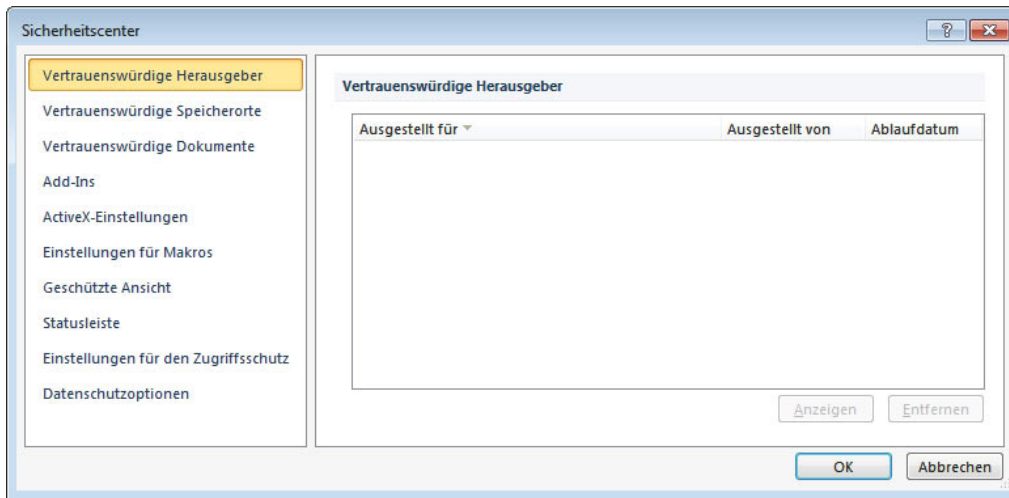 Sicherheitscenter
Vertrauenswürdige Herausgeber
Vertrauenswürdige Speicherorte
Vertrauenswürdige Dokumente
Add-Ins
ActiveX-Einstellungen
Einstellungen für Makros
Geschützte Ansicht
Statusleiste
Einstellungen für den Zugriffsschutz
Datenschutzoptionen
Vertrauenswürdige Herausgeber
Ausgestellt für Ausgestellt von Ablaufdatum
Anzeigen Entfernen
OK Abbrechen